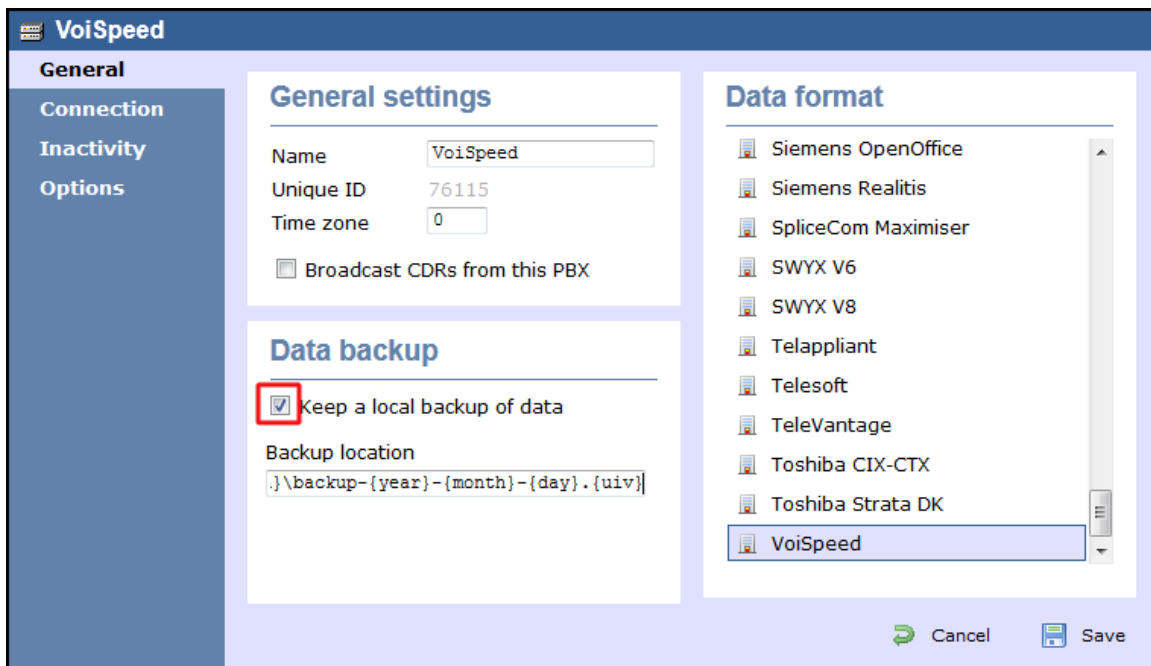 VoiSpeed
General
Connection
Inactivity
Options
General settings
Name VoiSpeed
Unique ID 76115
Time zone 0
Broadcast CDRs from this PBX
Data backup
Keep a local backup of data
Backup location
.}\backup-{year}-{month}-{day}.{uiv}
Data format
Siemens OpenOffice
Siemens Realitis
SpliceCom Maximiser
SWYX V6
SWYX V8
Telappliant
Telesoft
TeleVantage
Toshiba CIX-CTX
Toshiba Strata DK
VoiSpeed
Cancel Save